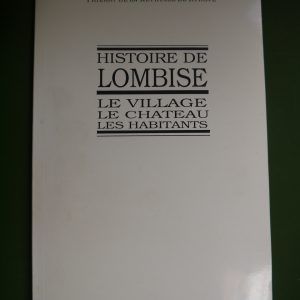 HISTOIRE DE
LOMBISE
LE VILLAGE
LE CHATEAU
LES HABITANTS